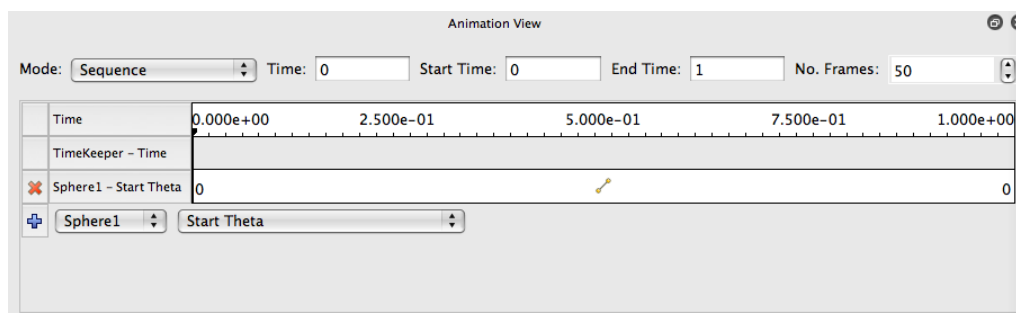 Animation View
Mode: Sequence Time: 0 Start Time: 0 End Time: 1 No. Frames: 50
Time 0.000e+00 2.500e-01 5.000e-01 7.500e-01 1.000e+00
TimeKeeper - Time
Sphere1 - Start Theta 0 0
Sphere1 Start Theta